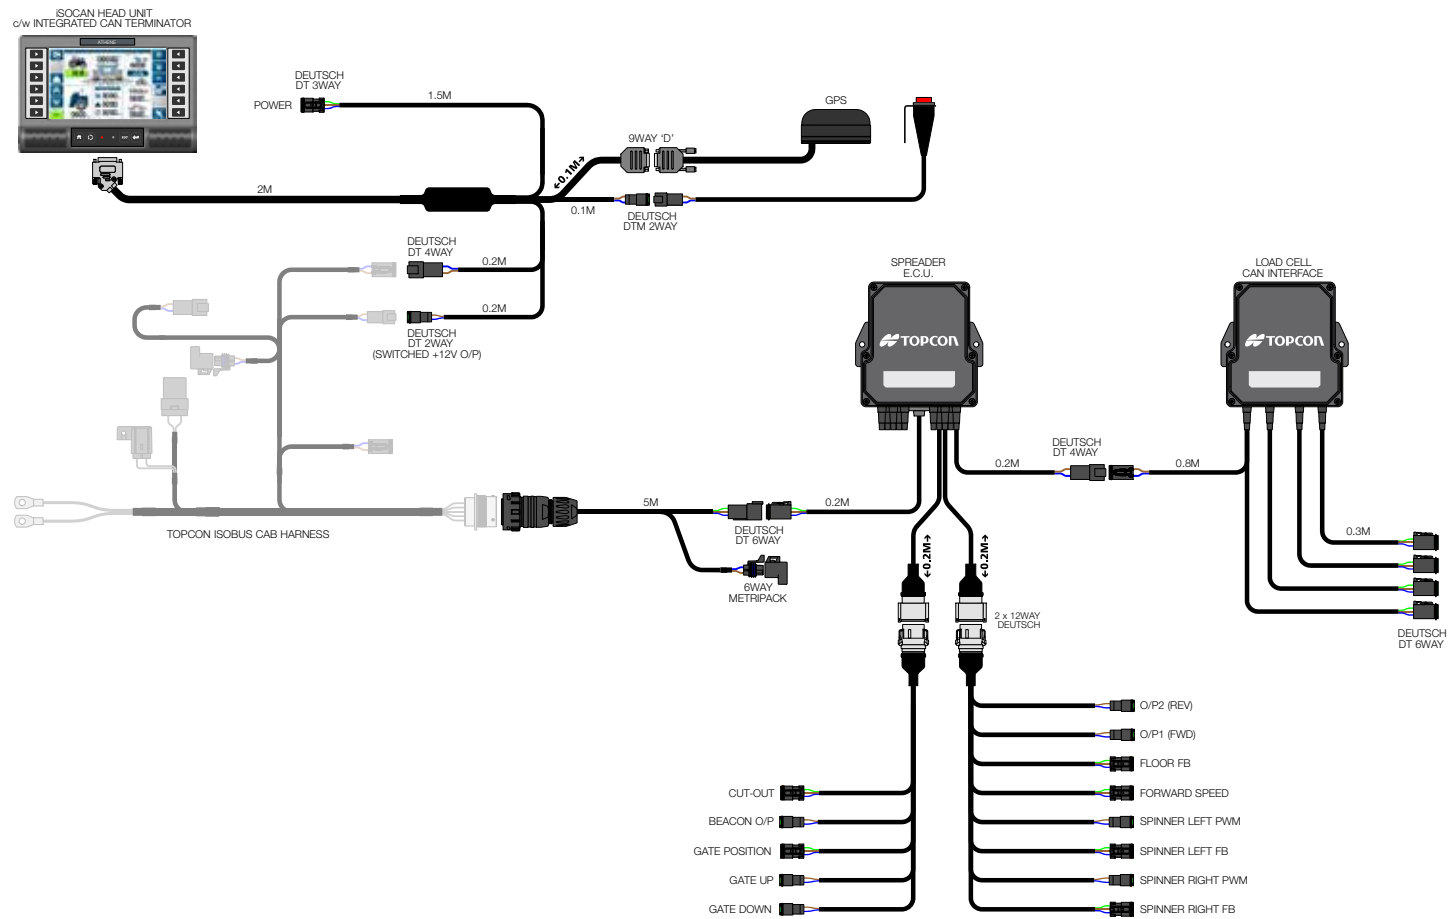 iSOCAN HEAD UNIT
c/w INTEGRATED CAN TERMINATOR
ATHENE
DEUTSCH
DT 3WAY
POWER
1.5M
GPS
9WAY 'D'
←0.1M→
2M
0.1M
DEUTSCH
DTM 2WAY
DEUTSCH
DT 4WAY
0.2M
0.2M
DEUTSCH
DT 2WAY
(SWITCHED +12V O/P)
SPREADER
E.C.U.
TOPCON
LOAD CELL
CAN INTERFACE
TOPCON
DEUTSCH
DT 4WAY
0.2M
0.8M
5M
0.2M
DEUTSCH
DT 6WAY
TOPCON ISOBUS CAB HARNESS
6WAY
METRIPACK
←0.2M→
←0.2M→
2 x 12WAY
DEUTSCH
0.3M
DEUTSCH
DT 6WAY
O/P2 (REV)
O/P1 (FWD)
FLOOR FB
CUT-OUT
FORWARD SPEED
BEACON O/P
SPINNER LEFT PWM
GATE POSITION
SPINNER LEFT FB
GATE UP
SPINNER RIGHT PWM
GATE DOWN
SPINNER RIGHT FB